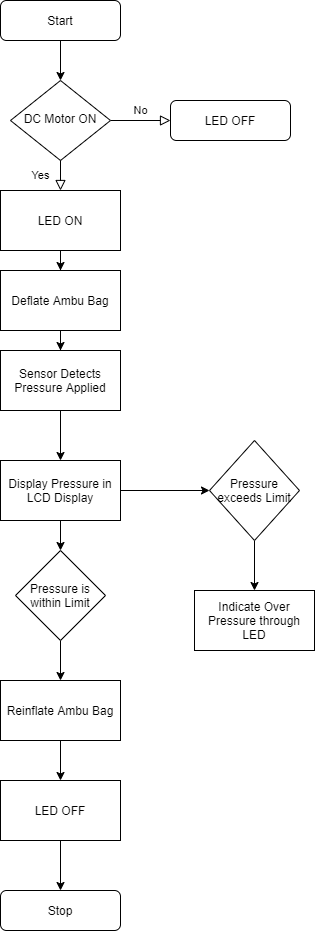 Start
DC Motor ON
No
LED OFF
Yes
LED ON
Deflate Ambu Bag
Sensor Detects
Pressure Applied
Display Pressure in
LCD Display
Pressure
exceeds Limit
Pressure is
within Limit
Indicate Over
Pressure through
LED
Reinflate Ambu Bag
LED OFF
Stop